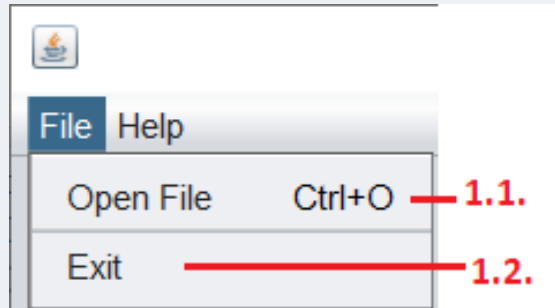 File Help
Open File Ctrl+O 1.1.
Exit 1.2.